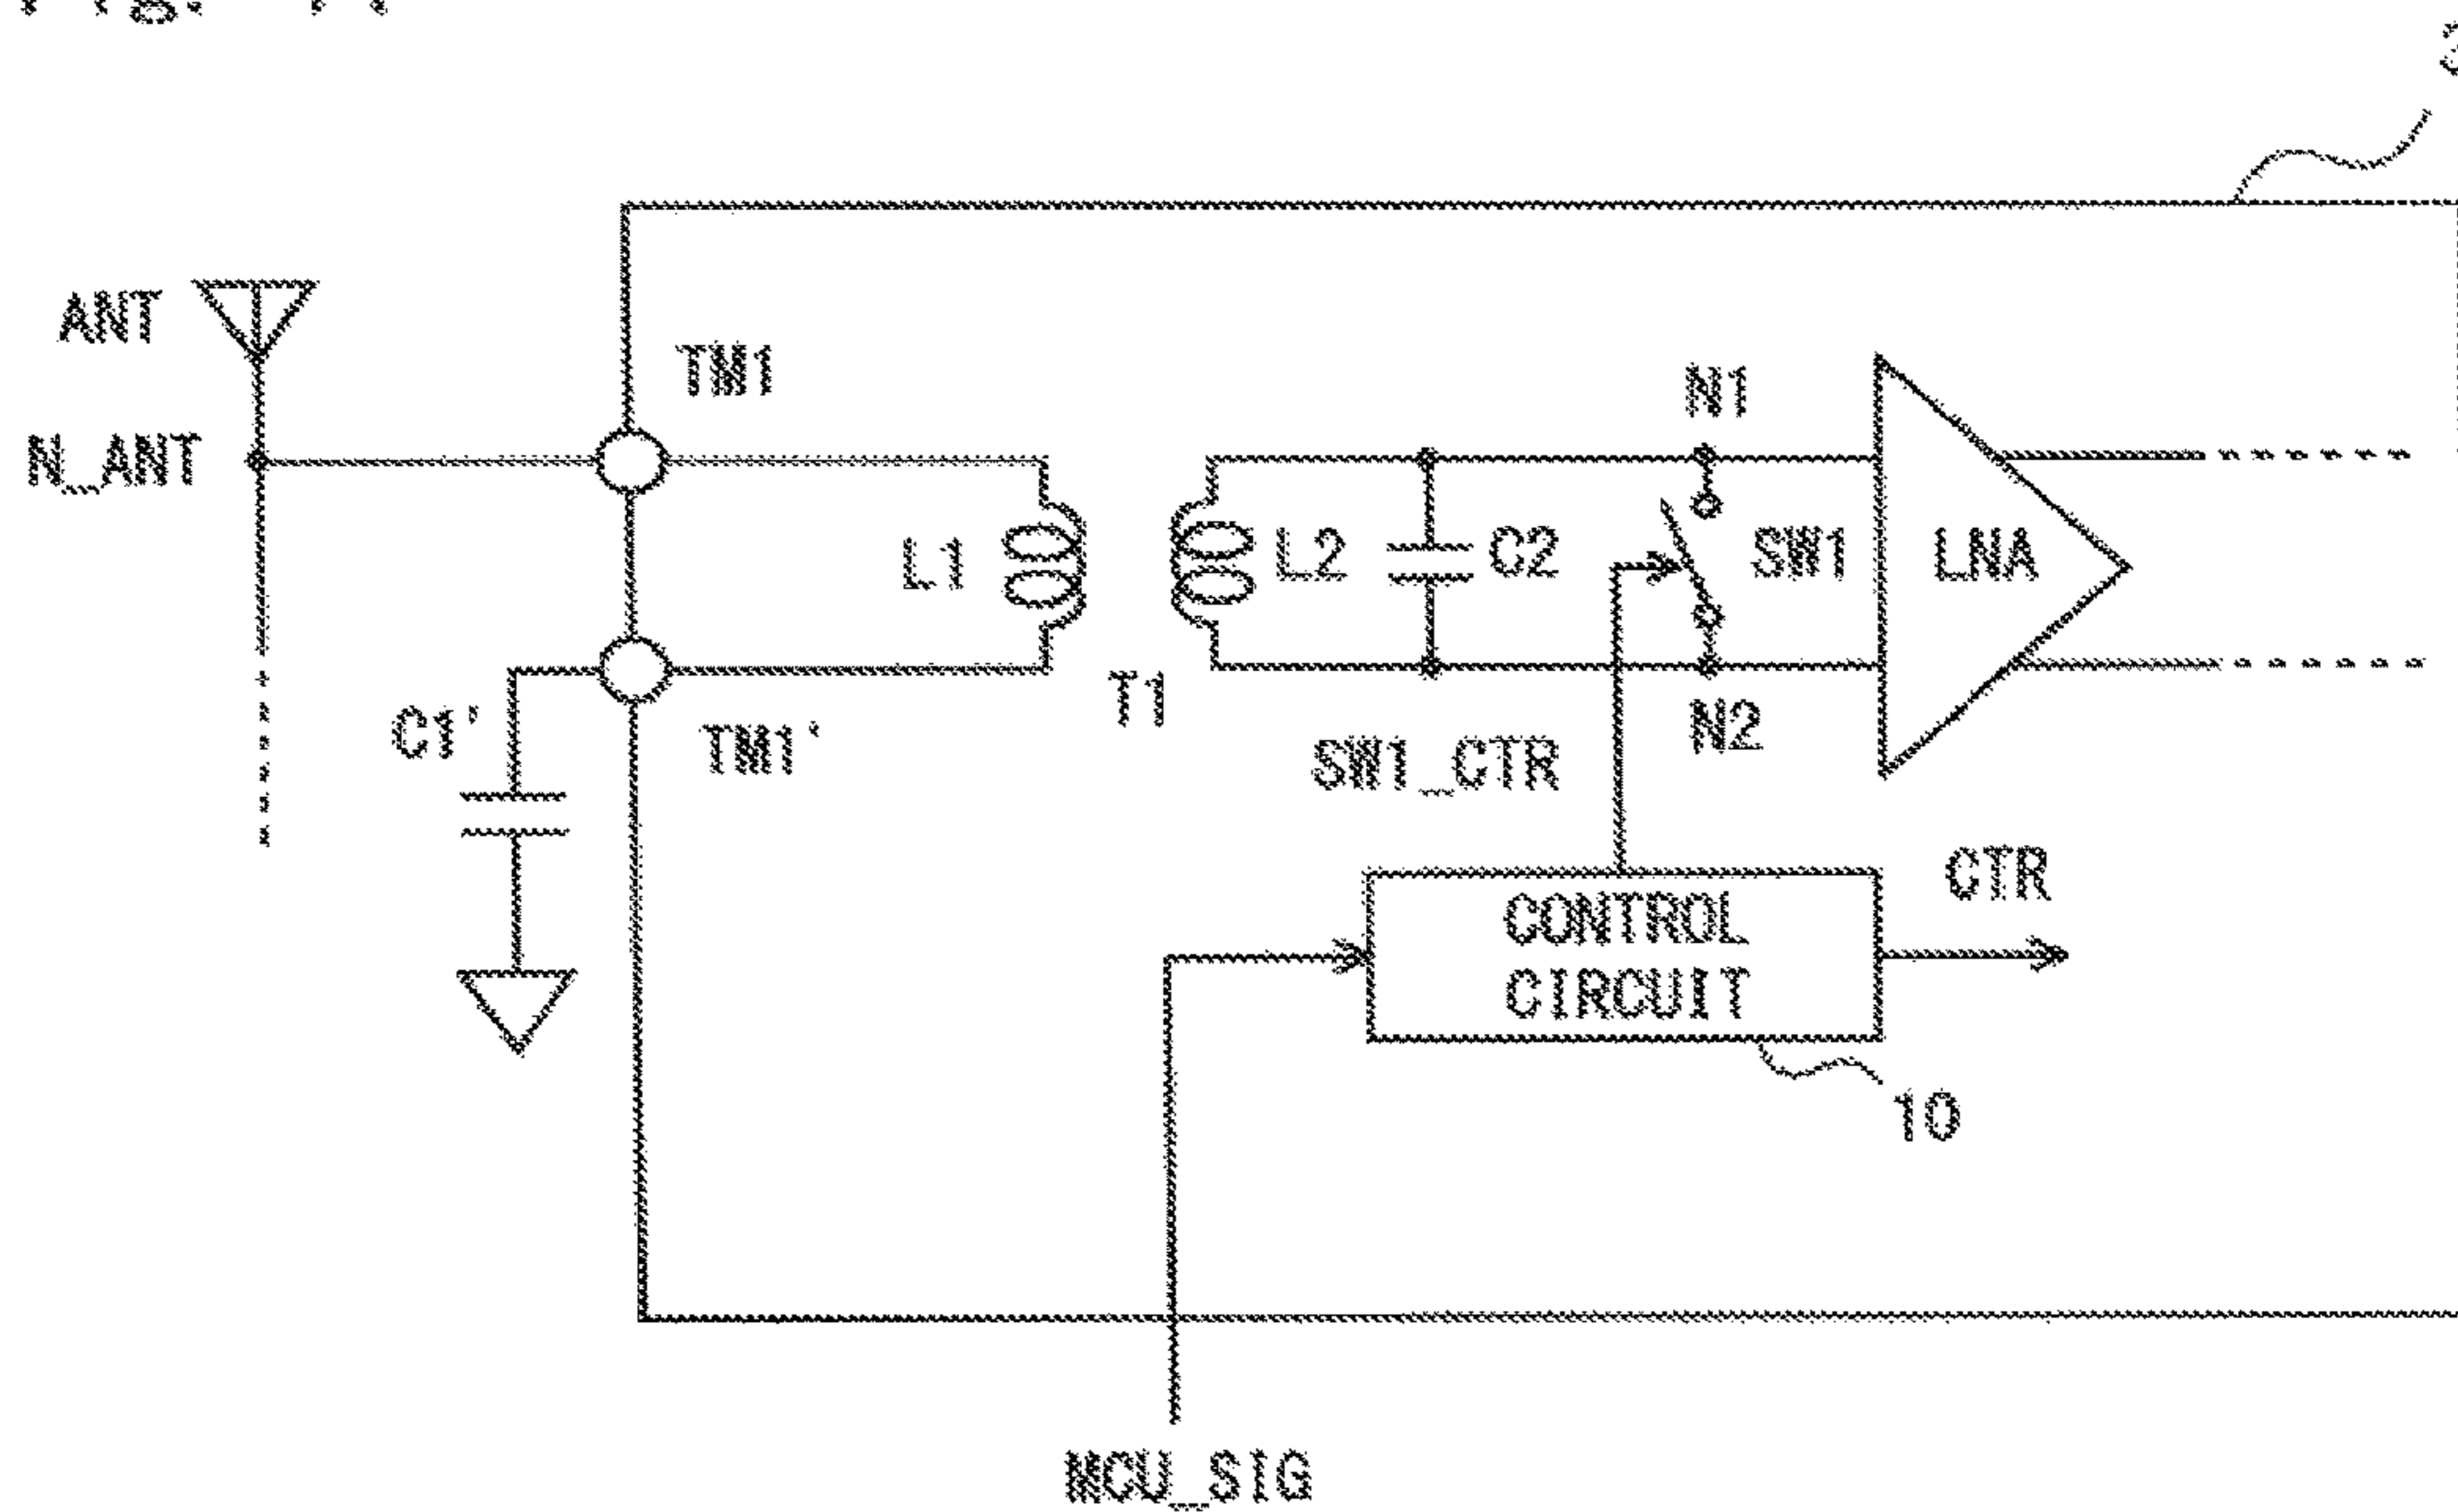 ANT
TM1
N1
N_ANT
L1
L2
C2
SW1
LNA
T1
C1'
TM1'
N2
SW1_CTR
CTR
CONTROL
CIRCUIT
10
MCU_SIG